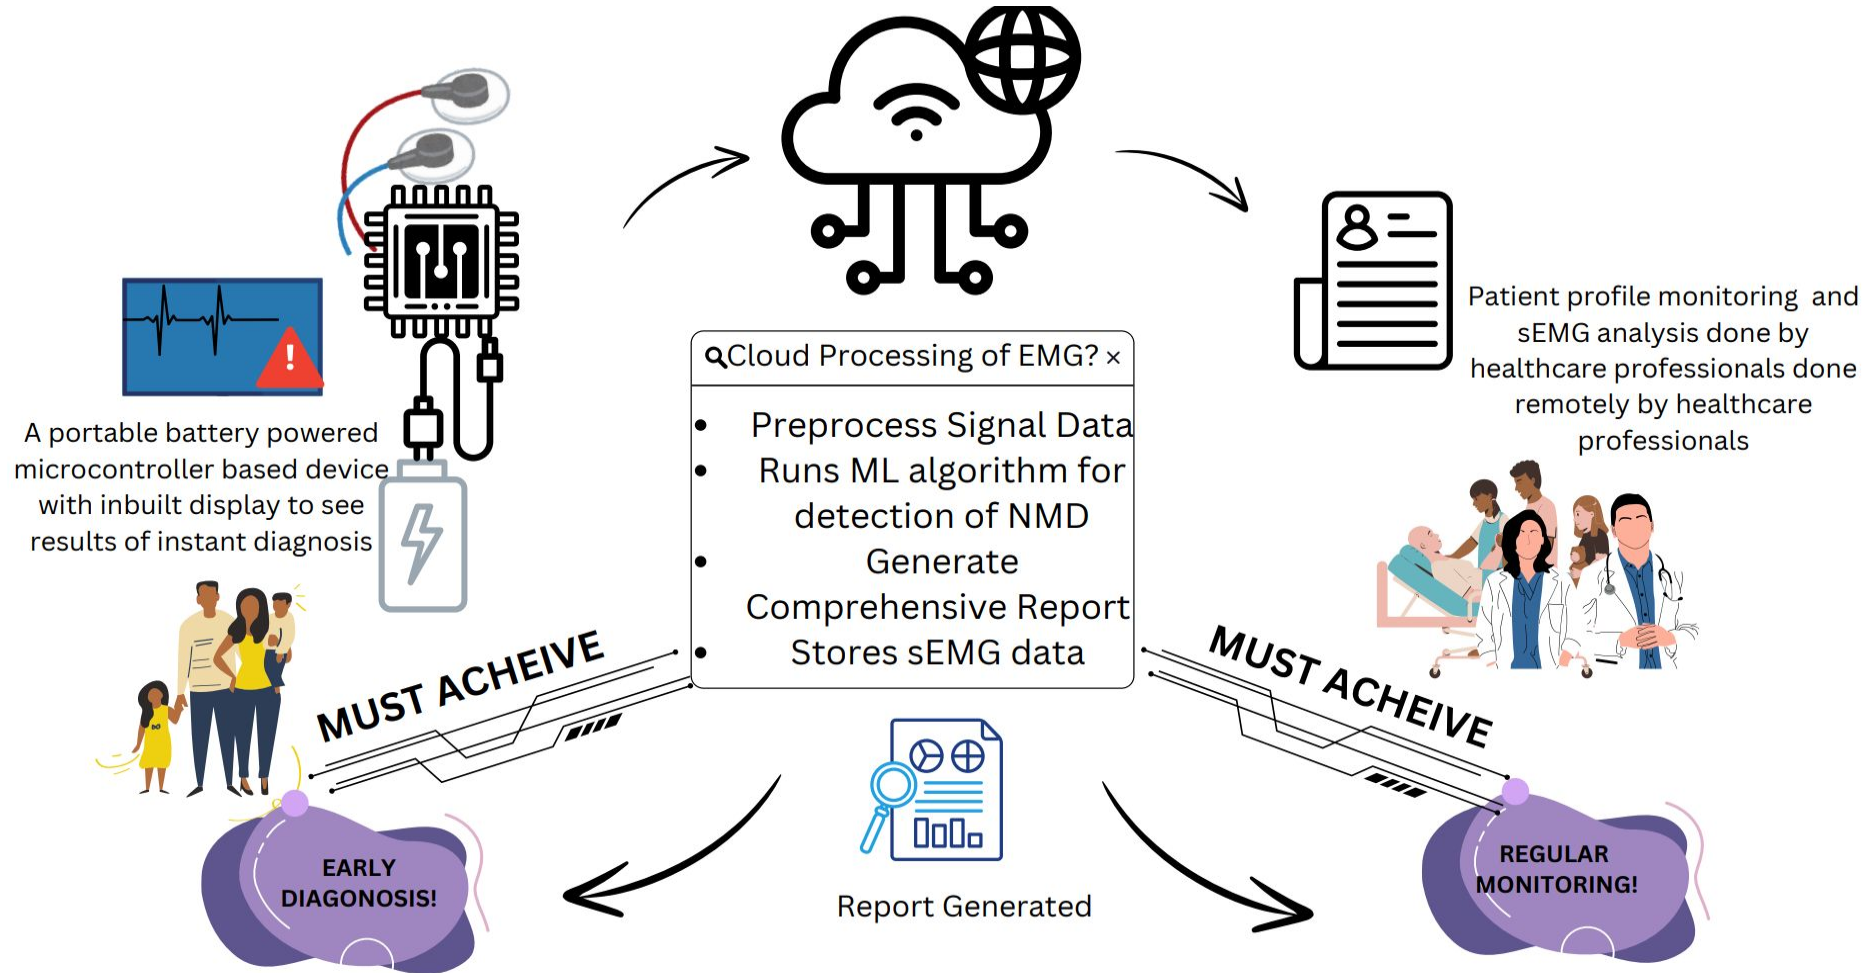 A portable battery powered
microcontroller based device
with inbuilt display to see
results of instant diagnosis
Cloud Processing of EMG?
• Preprocess Signal Data
• Runs ML algorithm for
detection of NMD
• Generate
Comprehensive Report
• Stores sEMG data
Patient profile monitoring and
sEMG analysis done by
healthcare professionals done
remotely by healthcare
professionals
MUST ACHEIVE
MUST ACHEIVE
EARLY
DIAGONOSIS!
Report Generated
REGULAR
MONITORING!